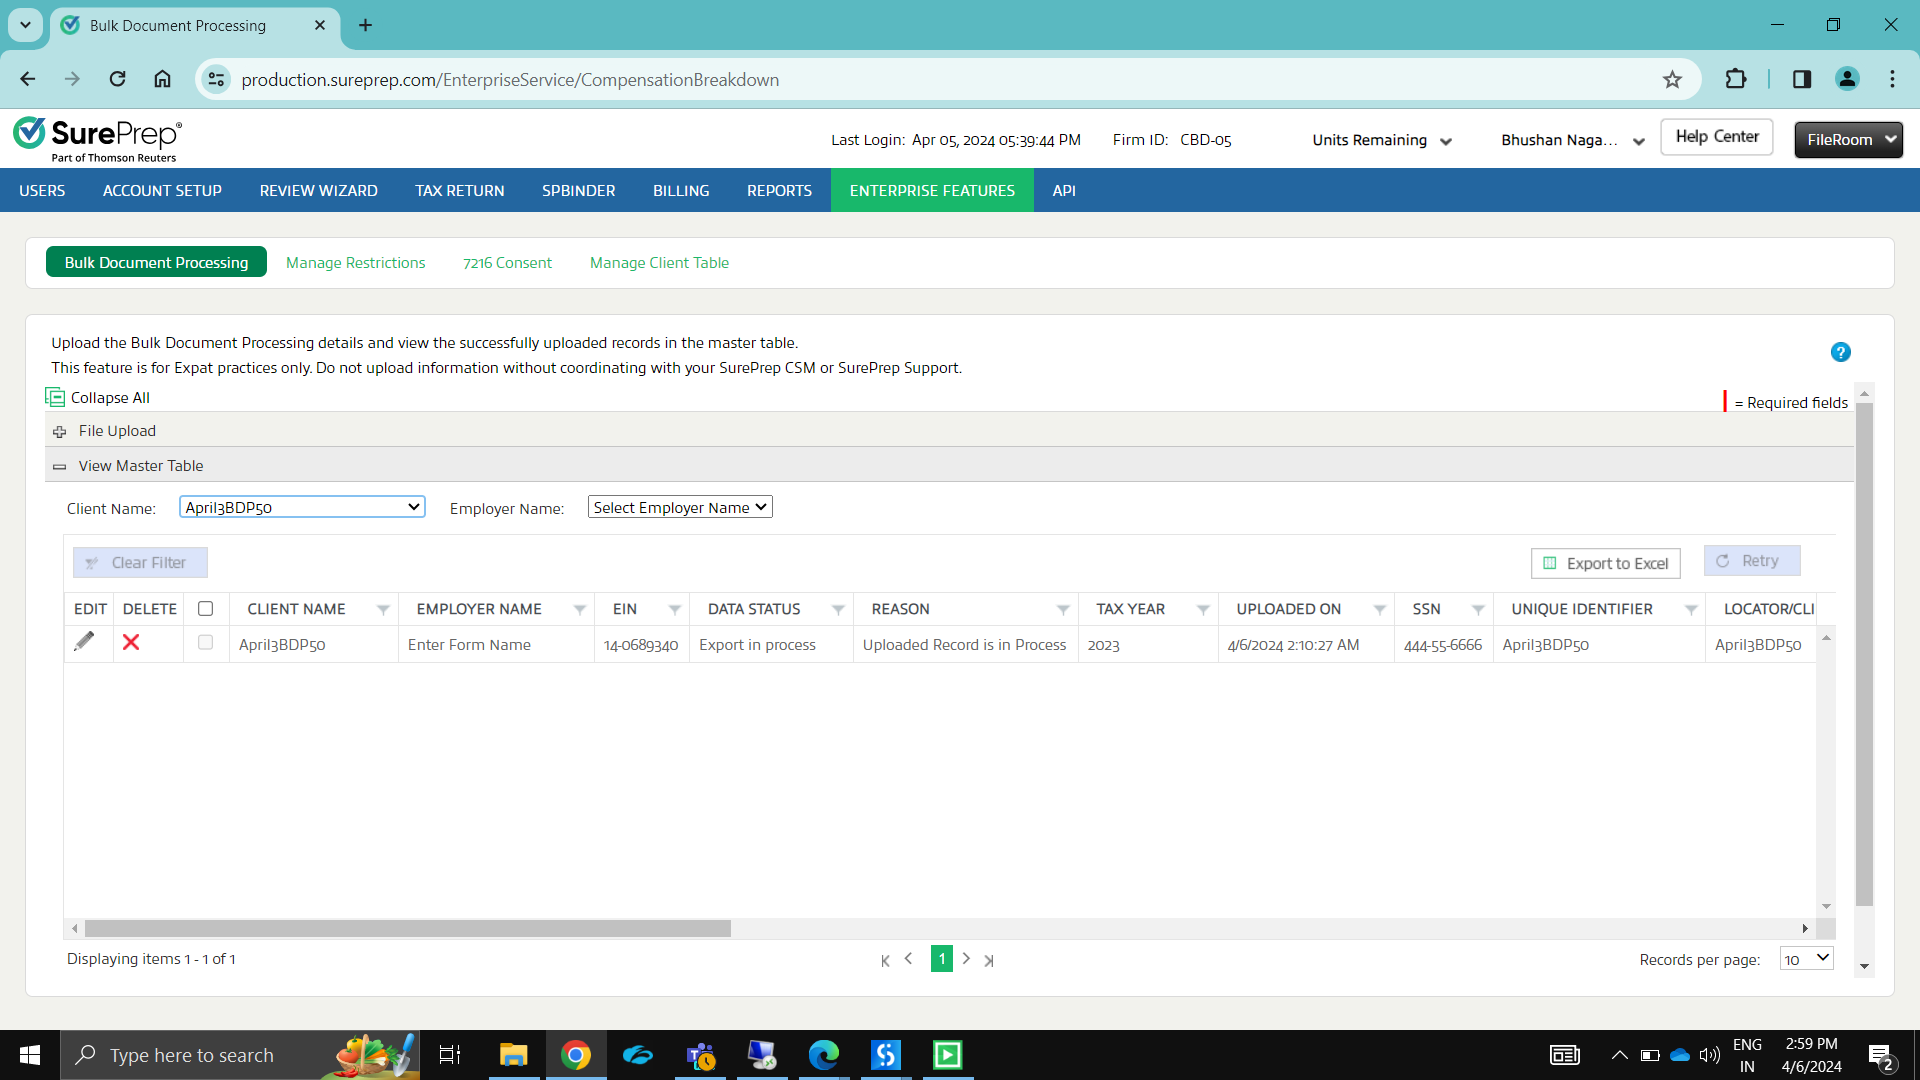 Bulk Document Processing
production.sureprep.com/EnterpriseService/CompensationBreakdown
SurePrep®
Part of Thomson Reuters
Last Login: Apr 05, 2024 05:39:44 PM Firm ID: CBD-05 Units Remaining Bhushan Naga... Help Center FileRoom
USERS ACCOUNT SETUP REVIEW WIZARD TAX RETURN SPBINDER BILLING REPORTS ENTERPRISE FEATURES API
Bulk Document Processing Manage Restrictions 7216 Consent Manage Client Table
Upload the Bulk Document Processing details and view the successfully uploaded records in the master table.
This feature is for Expat practices only. Do not upload information without coordinating with your SurePrep CSM or SurePrep Support.
?
Collapse All
= Required fields
File Upload
View Master Table
Client Name: April3BDP50 Employer Name: Select Employer Name
Clear Filter Export to Excel Retry
EDIT DELETE CLIENT NAME EMPLOYER NAME EIN DATA STATUS REASON TAX YEAR UPLOADED ON SSN UNIQUE IDENTIFIER LOCATOR/CLI
April3BDP50 Enter Form Name 14-0689340 Export in process Uploaded Record is in Process 2023 4/6/2024 2:10:27 AM 444-55-6666 April3BDP50 April3BDP50
Displaying items 1 - 1 of 1 1 Records per page: 10
Type here to search
ENG
IN
2:59 PM
4/6/2024
2